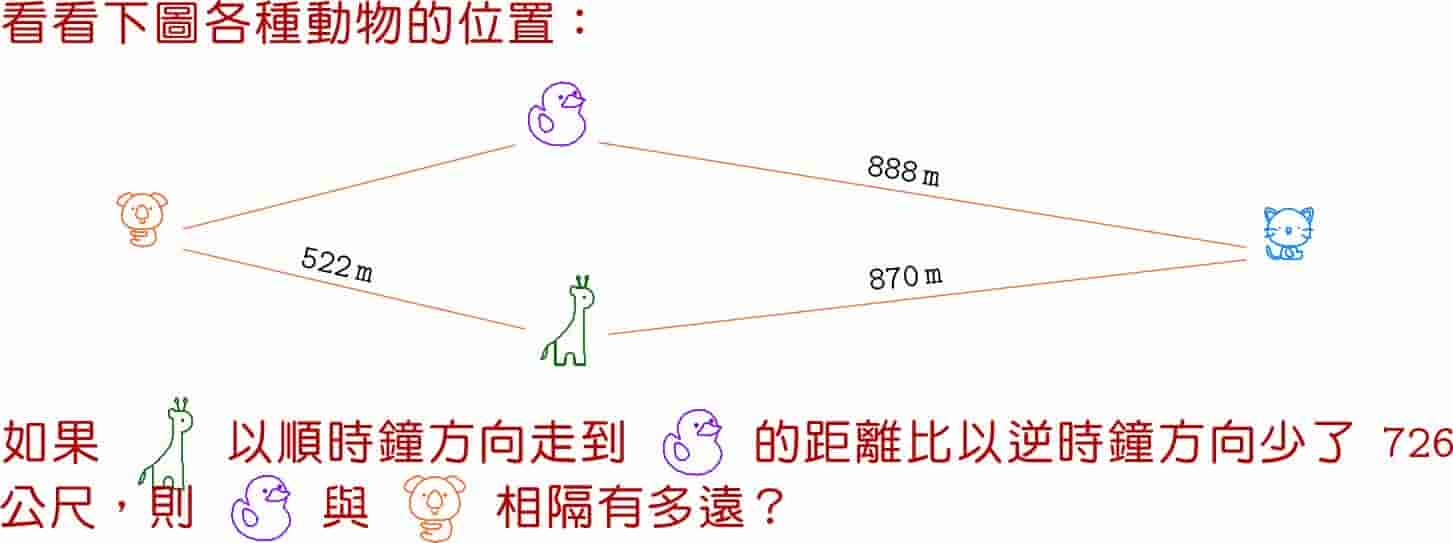 看看下圖各種動物的位置：
888 m
522 m
870 m
如果 以順時鐘方向走到 的距離比以逆時鐘方向少了 726
公尺，則 與 相隔有多遠？